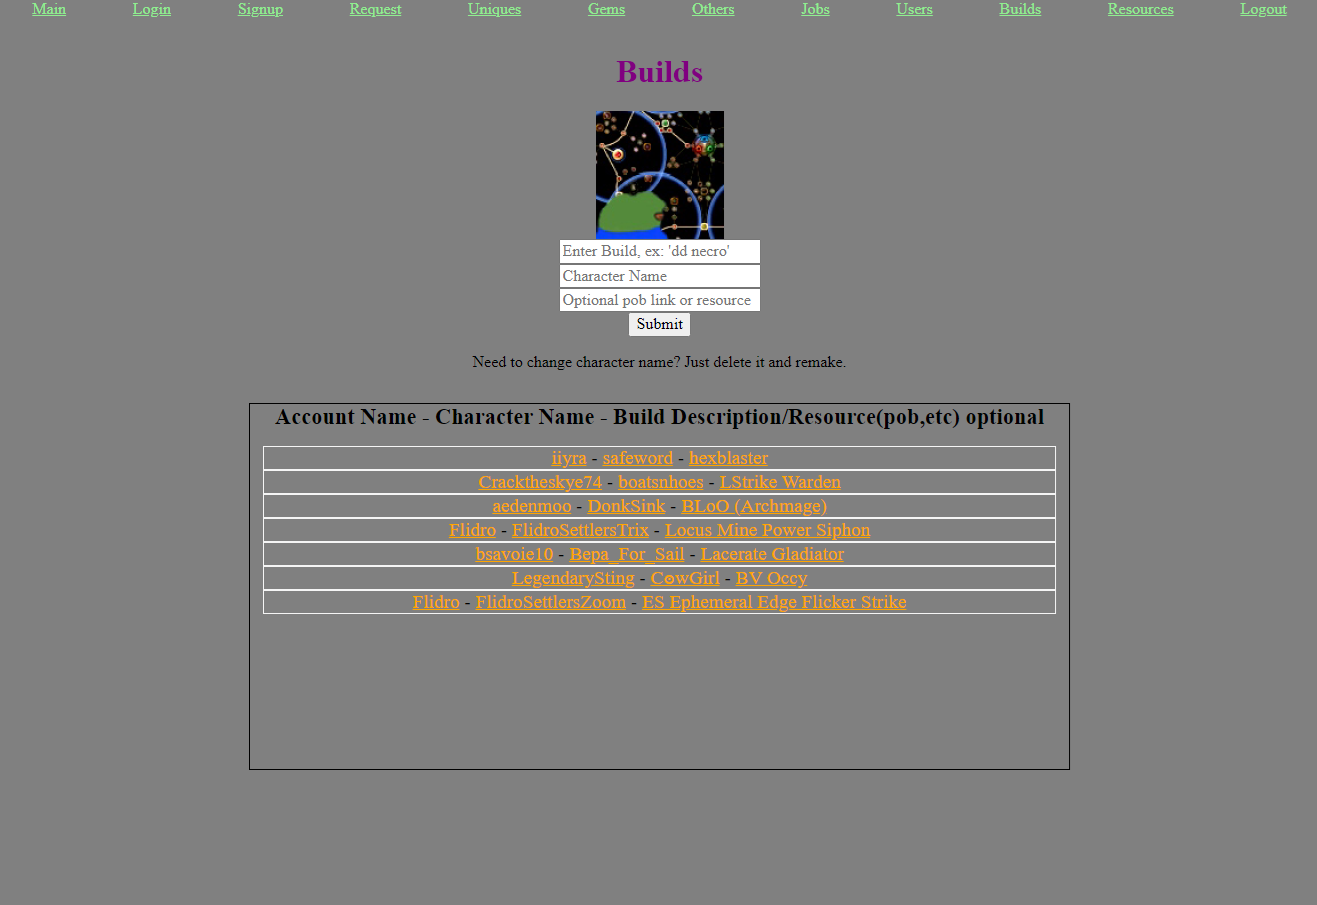 Main Login Signup Request Uniques Gems Others Jobs Users Builds Resources Logout
Builds
Enter Build, ex: 'dd necro'
Character Name
Optional pob link or resource
Submit
Need to change character name? Just delete it and remake.
Account Name - Character Name - Build Description/Resource(pob,etc) optional
iiyra - safeword - hexblaster
Cracktheskye74 - boatsnhoes - LStrike Warden
aedenmoo - DonkSink - BLoO (Archmage)
Flidro - FlidroSettlersTrix - Locus Mine Power Siphon
bsavoie10 - Bepa_For_Sail - Lacerate Gladiator
LegendarySting - CʘwGirl - BV Occy
Flidro - FlidroSettlersZoom - ES Ephemeral Edge Flicker Strike